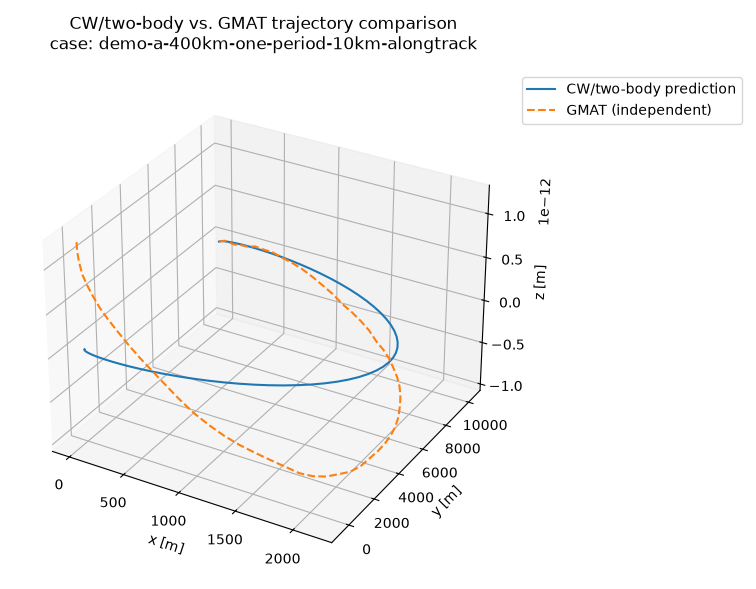 CW/two-body vs. GMAT trajectory comparison
case: demo-a-400km-one-period-10km-alongtrack
CW/two-body prediction
GMAT (independent)
1e−12
1.0
0.5
0.0
−0.5
−1.0
z [m]
10000
8000
6000
4000
2000
0
y [m]
0
500
1000
1500
2000
x [m]